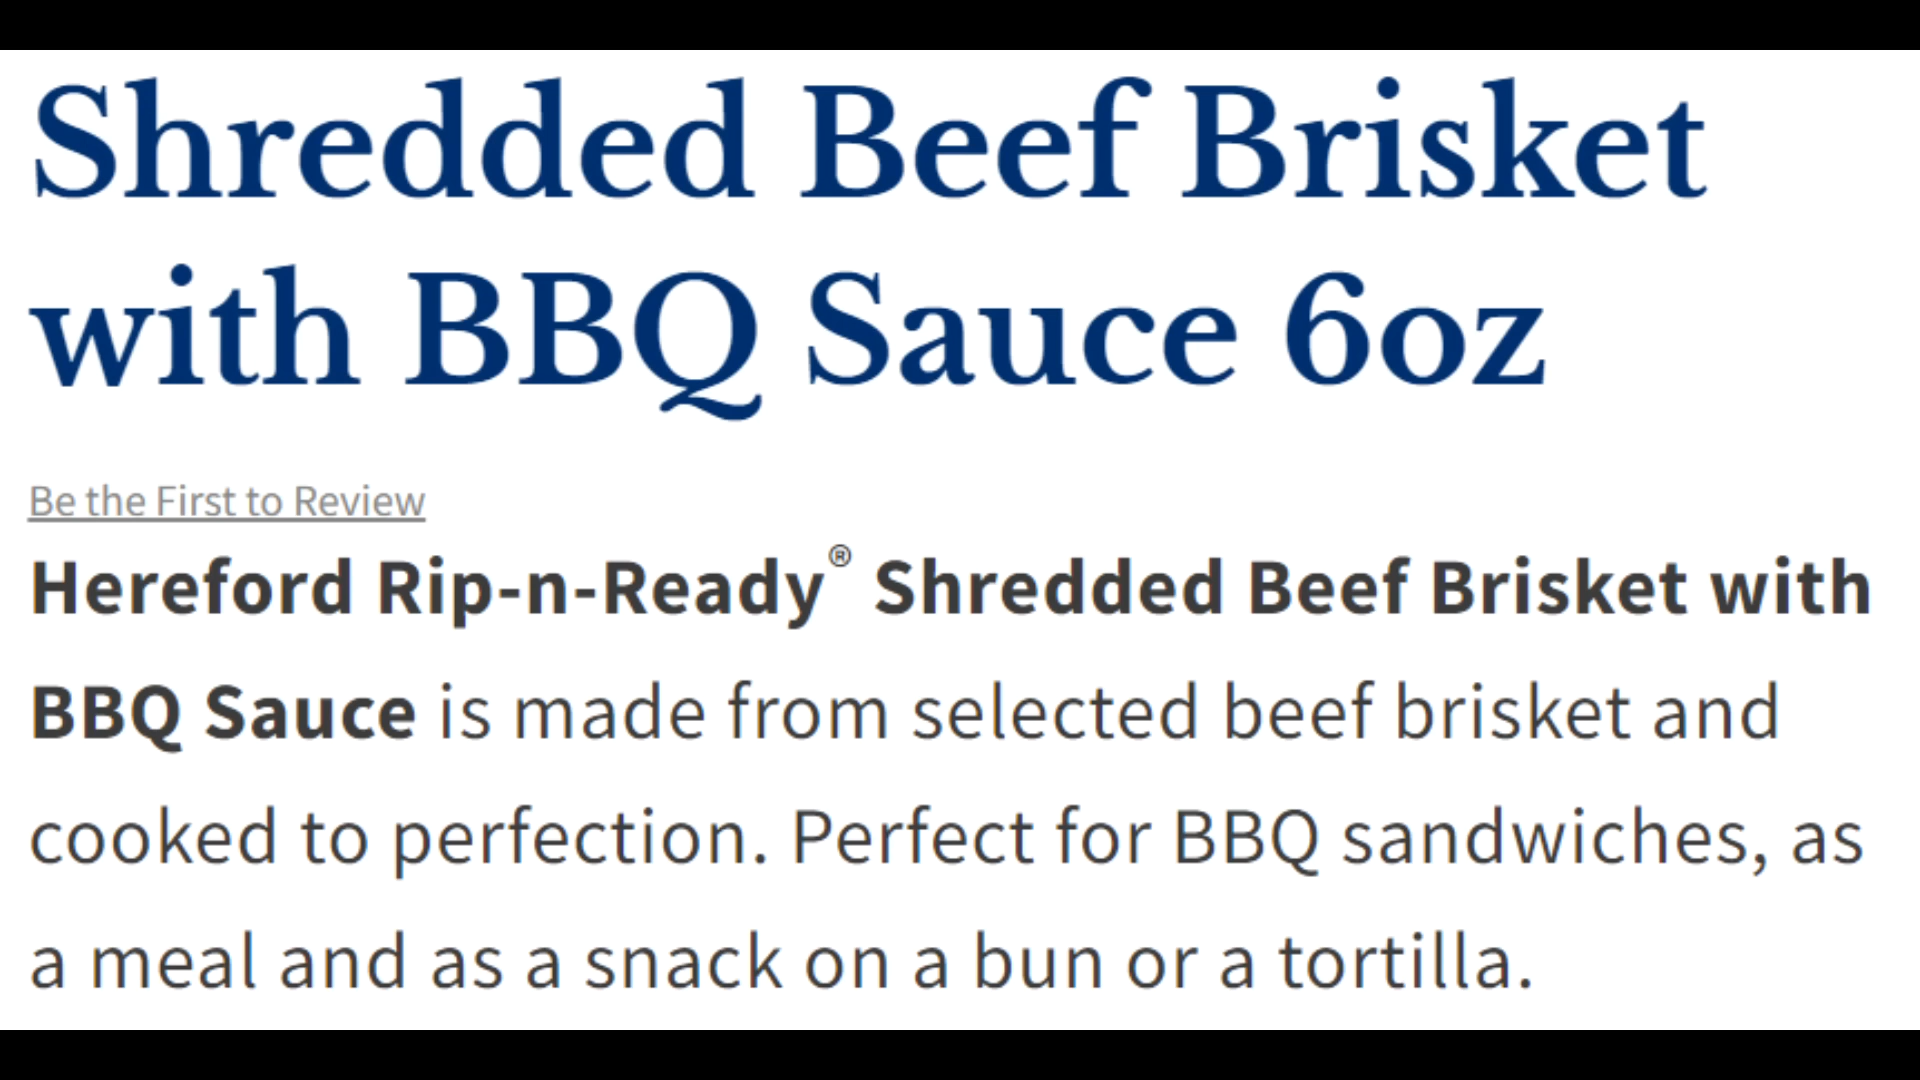 Shredded Beef Brisket
with BBQ Sauce 6oz
Be the First to Review
Hereford Rip-n-Ready® Shredded Beef Brisket with
BBQ Sauce is made from selected beef brisket and
cooked to perfection. Perfect for BBQ sandwiches, as
a meal and as a snack on a bun or a tortilla.